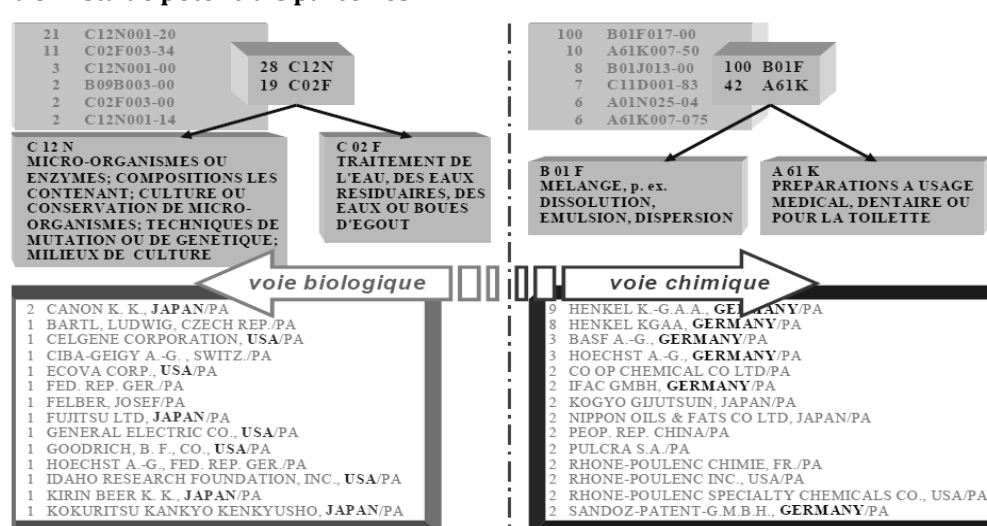 21 C12N001-20
11 C02F003-34
3 C12N001-00
2 B09B003-00
2 C02F003-00
2 C12N001-14
28 C12N
19 C02F
C 12 N
MICRO-ORGANISMES OU
ENZYMES; COMPOSITIONS LES
CONTENANT; CULTURE OU
CONSERVATION DE MICRO-
ORGANISMES; TECHNIQUES DE
MUTATION OU DE GENETIQUE;
MILIEUX DE CULTURE
C 02 F
TRAITEMENT DE
L'EAU, DES EAUX
RESIDUAIRES, DES
EAUX OU BOUES
D'EGOUT
100 B01F017-00
10 A61K007-50
8 B01J013-00
7 C11D001-83
6 A01N025-04
6 A61K007-075
100 B01F
42 A61K
B 01 F
MELANGE, p. ex.
DISSOLUTION,
EMULSION, DISPERSION
A 61 K
PREPARATIONS A USAGE
MEDICAL, DENTAIRE OU
POUR LA TOILETTE
voie biologique
voie chimique
2 CANON K. K., JAPAN/PA
1 BARTL, LUDWIG, CZECH REP./PA
1 CELGENE CORPORATION, USA/PA
1 CIBA-GEIGY A.-G. , SWITZ./PA
1 ECOVA CORP., USA/PA
1 FED. REP. GER./PA
1 FELBER, JOSEF/PA
1 FUJITSU LTD, JAPAN/PA
1 GENERAL ELECTRIC CO., USA/PA
1 GOODRICH, B. F., CO., USA/PA
1 HOECHST A.-G., FED. REP. GER./PA
1 IDAHO RESEARCH FOUNDATION, INC., USA/PA
1 KIRIN BEER K. K., JAPAN/PA
1 KOKURITSU KANKYO KENKYUSHO, JAPAN/PA
9 HENKEL K.-G.A.A., GERMANY/PA
8 HENKEL KGAA, GERMANY/PA
3 BASF A.-G., GERMANY/PA
3 HOECHST A.-G., GERMANY/PA
2 CO OP CHEMICAL CO LTD/PA
2 IFAC GMBH, GERMANY/PA
2 KOGYO GIJUTSUIN, JAPAN/PA
2 NIPPON OILS & FATS CO LTD, JAPAN/PA
2 PEOP. REP. CHINA/PA
2 PULCRA S.A./PA
2 RHONE-POULENC CHIMIE, FR./PA
2 RHONE-POULENC INC., USA/PA
2 RHONE-POULENC SPECIALTY CHEMICALS CO., USA/PA
2 SANDOZ-PATENT-G.M.B.H., GERMANY/PA